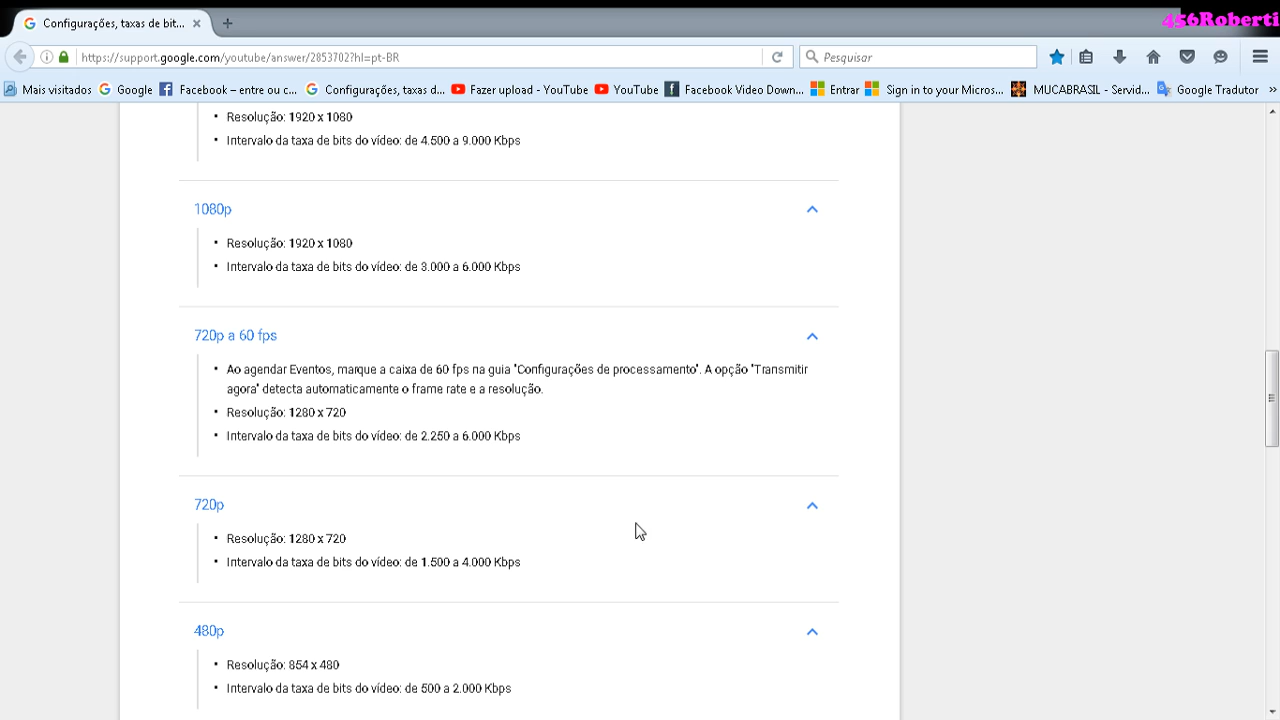 Configurações, taxas de bit...
456Roberti
https://support.google.com/youtube/answer/2853702?hl=pt-BR
Pesquisar
Mais visitados
Google
Facebook – entre ou c...
Configurações, txas d...
Fazer upload - YouTube
YouTube
Facebook Video Down...
Entrar
Sign in to your Micros...
MUCABRASIL - Servid...
Google Tradutor
Resolução: 1920 x 1080
Intervalo da taxa de bits do vídeo: de 4.500 a 9.000 Kbps
1080p
Resolução: 1920 x 1080
Intervalo da taxa de bits do vídeo: de 3.000 a 6.000 Kbps
720p a 60 fps
Ao agendar Eventos, marque a caixa de 60 fps na guia "Configurações de processamento". A opção "Transmitir
agora" detecta automaticamente o frame rate e a resolução.
Resolução: 1280 x 720
Intervalo da taxa de bits do vídeo: de 2.250 a 6.000 Kbps
720p
Resolução: 1280 x 720
Intervalo da taxa de bits do vídeo: de 1.500 a 4.000 Kbps
480p
Resolução: 854 x 480
Intervalo da taxa de bits do vídeo: de 500 a 2.000 Kbps